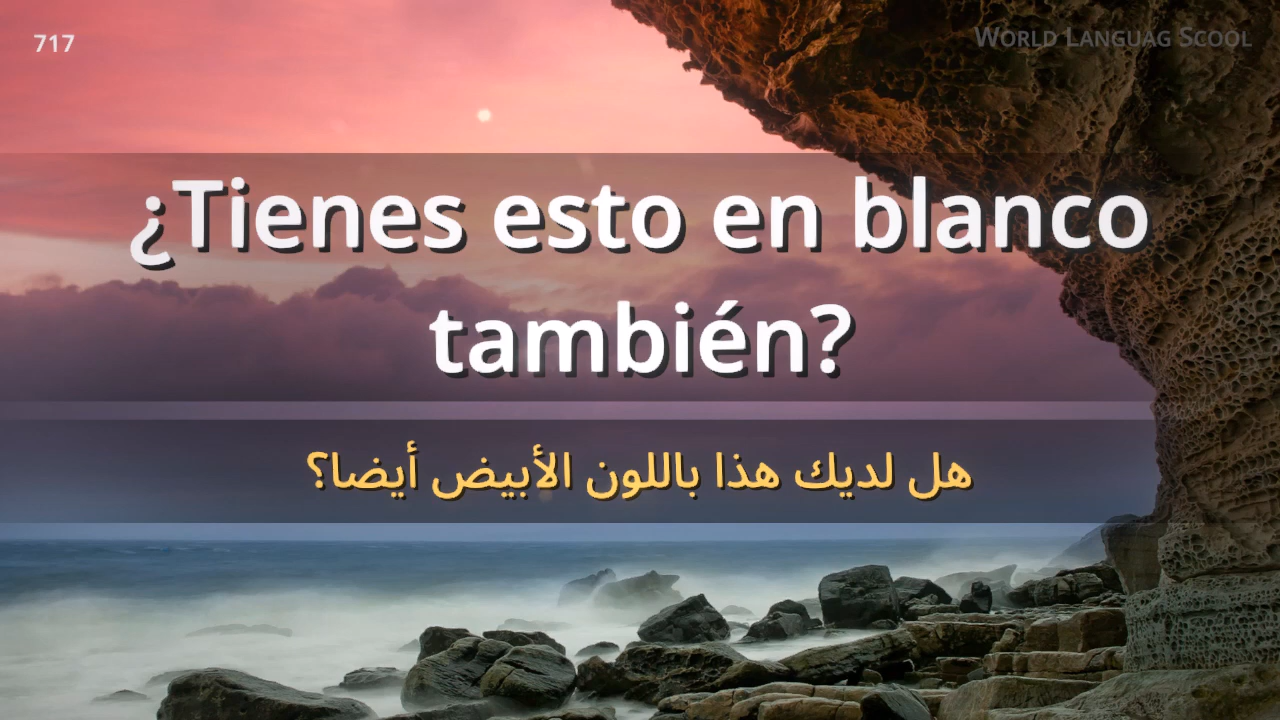 717
WORLD LANGUAG SCOOL
¿Tienes esto en blanco
también?
هل لديك هذا باللون الأبيض أيضا؟